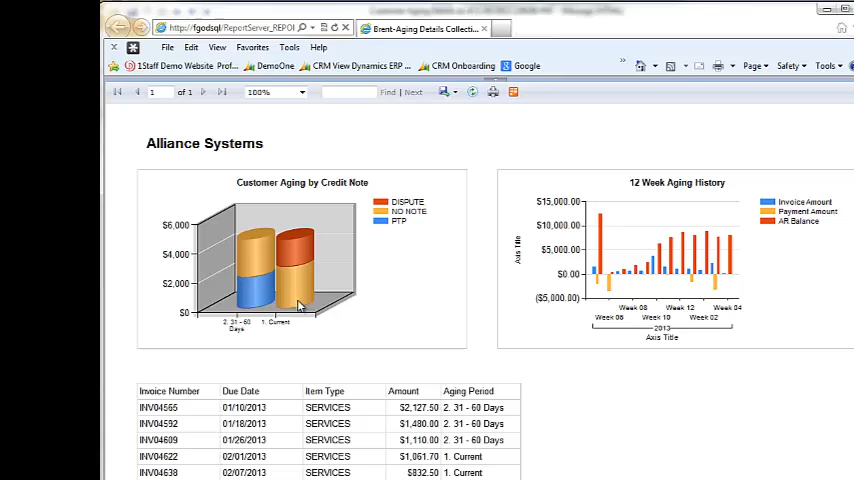 http://fgodsql/ReportServer_REPOI
Brent-Aging Details Collecti...
File Edit View Favorites Tools Help
1Staff Demo Website Prof... DemoOne CRM View Dynamics ERP ... CRM Onboarding Google
Page Safety Tools
1 of 1 100% Find | Next
Alliance Systems
Customer Aging by Credit Note
DISPUTE
NO NOTE
PTP
$6,000
$4,000
$2,000
$0
2. 31 - 60 Days
1. Current
12 Week Aging History
Invoice Amount
Payment Amount
AR Balance
$15,000.00
$10,000.00
$5,000.00
$0.00
($5,000.00)
Axis Title
Week 08 Week 12 Week 04
Week 06 Week 10 Week 02
2013
Axis Title
Invoice Number Due Date Item Type Amount Aging Period
INV04565 01/10/2013 SERVICES $2,127.50 2. 31 - 60 Days
INV04592 01/18/2013 SERVICES $1,480.00 2. 31 - 60 Days
INV04609 01/26/2013 SERVICES $1,110.00 2. 31 - 60 Days
INV04622 02/01/2013 SERVICES $1,061.70 1. Current
INV04638 02/07/2013 SERVICES $832.50 1. Current